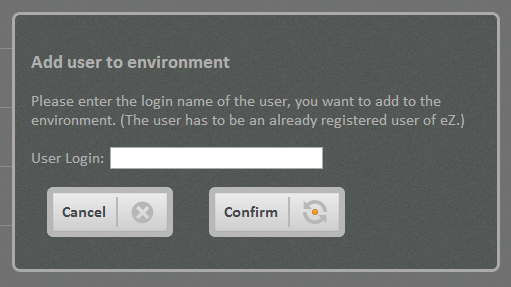 Add user to environment
Please enter the login name of the user, you want to add to the
environment. (The user has to be an already registered user of eZ.)
User Login:
Cancel Confirm